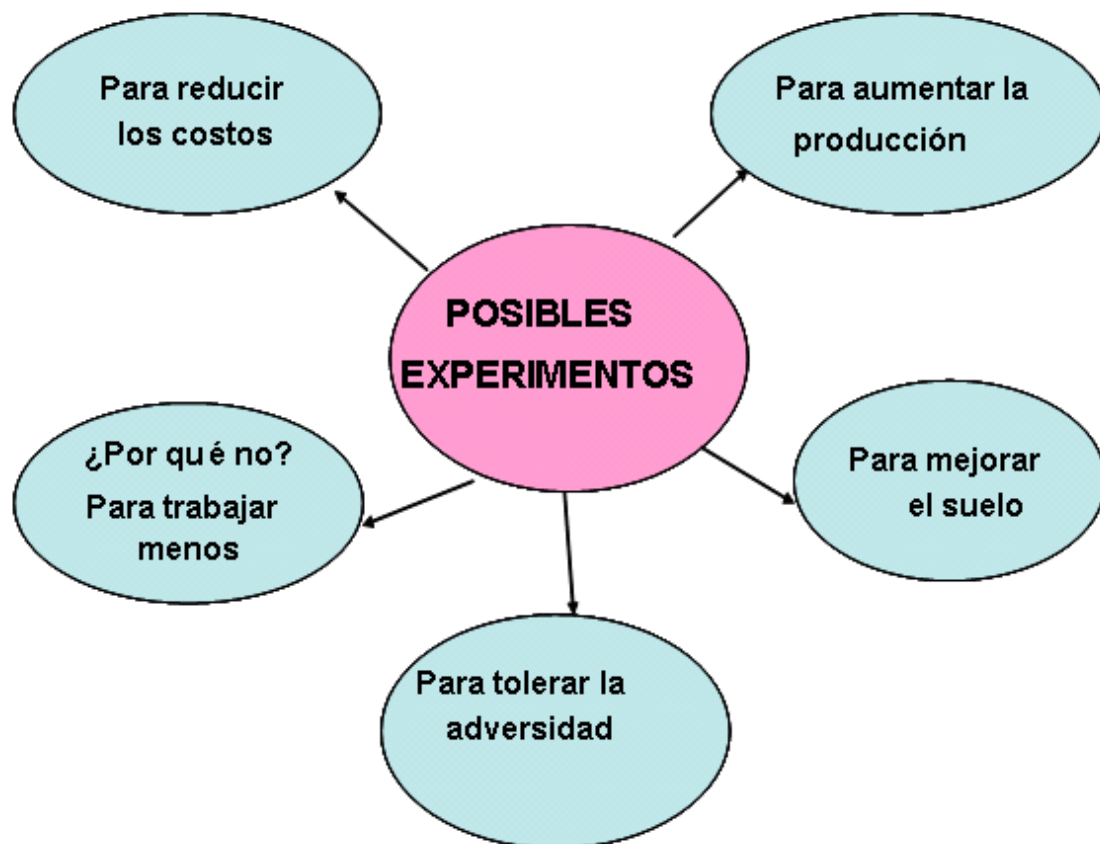 Para reducir
los costos
Para aumentar la
producción
POSIBLES
EXPERIMENTOS
¿Por qué no?
Para trabajar
menos
Para mejorar
el suelo
Para tolerar la
adversidad